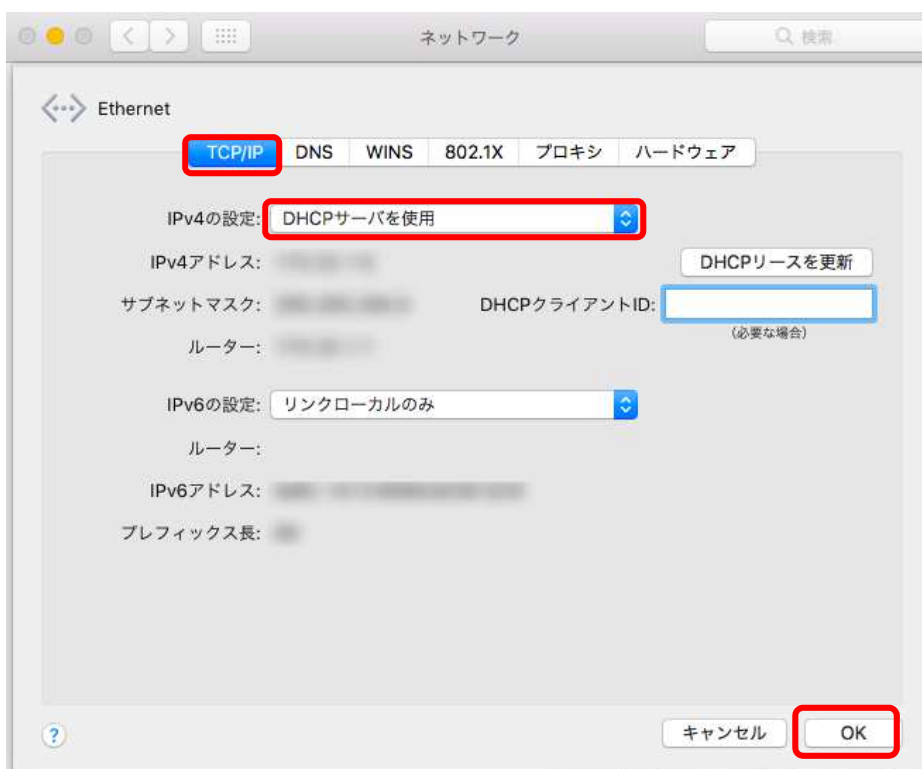 ネットワーク
検索
Ethernet
TCP/IP DNS WINS 802.1X プロキシ ハードウェア
IPv4の設定: DHCPサーバを使用
IPv4アドレス: DHCPリースを更新
サブネットマスク: DHCPクライアントID:
(必要な場合)
ルーター:
IPv6の設定: リンクローカルのみ
ルーター:
IPv6アドレス:
プレフィックス長:
? キャンセル OK